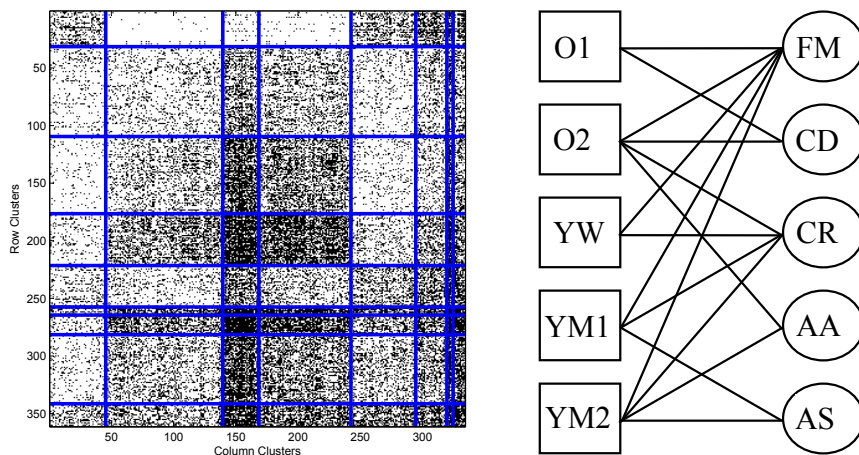 50
100
150
200
250
300
350
Row Clusters
50 100 150 200 250 300
Column Clusters
O1
O2
YW
YM1
YM2
FM
CD
CR
AA
AS